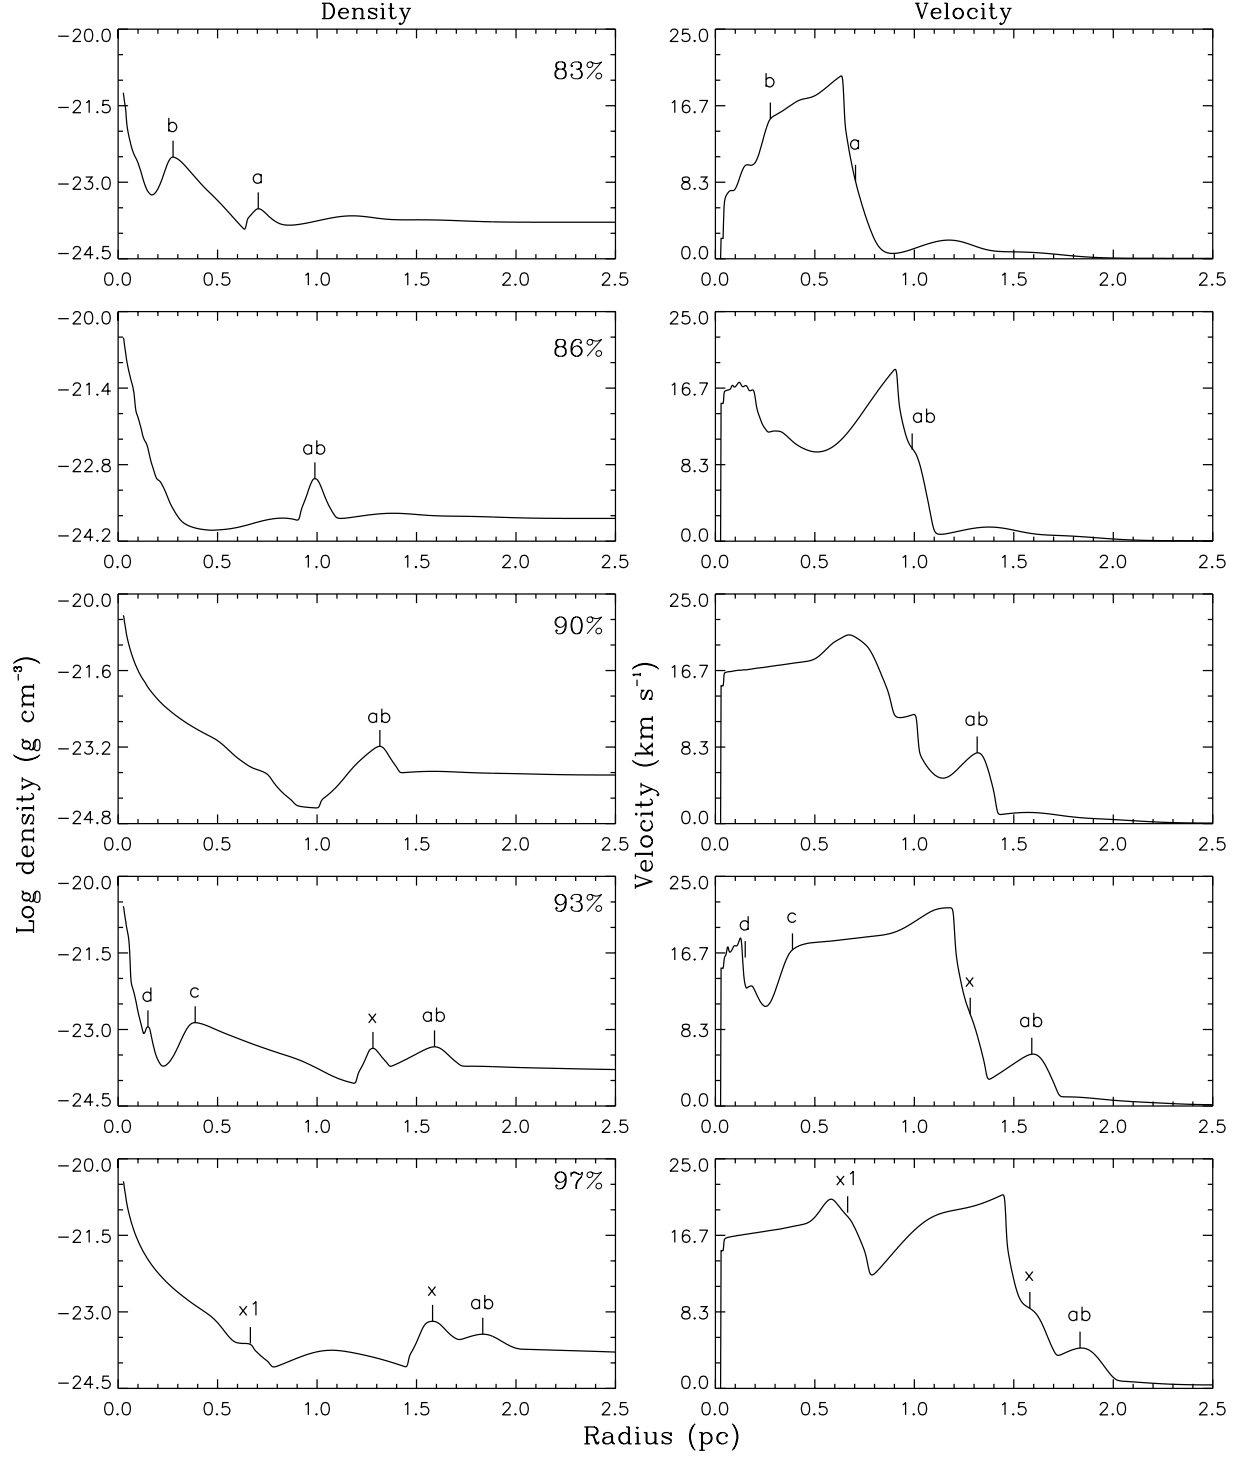 Density
Velocity
−20.0
−21.5
−23.0
−24.5
83%
b
a
0.0 0.5 1.0 1.5 2.0 2.5
25.0
16.7
8.3
0.0
b
a
0.0 0.5 1.0 1.5 2.0 2.5
−20.0
−21.4
−22.8
−24.2
86%
ab
0.0 0.5 1.0 1.5 2.0 2.5
25.0
16.7
8.3
0.0
ab
0.0 0.5 1.0 1.5 2.0 2.5
Log density (g cm⁻³)
−20.0
−21.6
−23.2
−24.8
90%
ab
0.0 0.5 1.0 1.5 2.0 2.5
Velocity (km s⁻¹)
25.0
16.7
8.3
0.0
ab
0.0 0.5 1.0 1.5 2.0 2.5
−20.0
−21.5
−23.0
−24.5
93%
d
c
x
ab
0.0 0.5 1.0 1.5 2.0 2.5
25.0
16.7
8.3
0.0
d
c
x
ab
0.0 0.5 1.0 1.5 2.0 2.5
−20.0
−21.5
−23.0
−24.5
97%
x1
x
ab
0.0 0.5 1.0 1.5 2.0 2.5
25.0
16.7
8.3
0.0
x1
x
ab
0.0 0.5 1.0 1.5 2.0 2.5
Radius (pc)